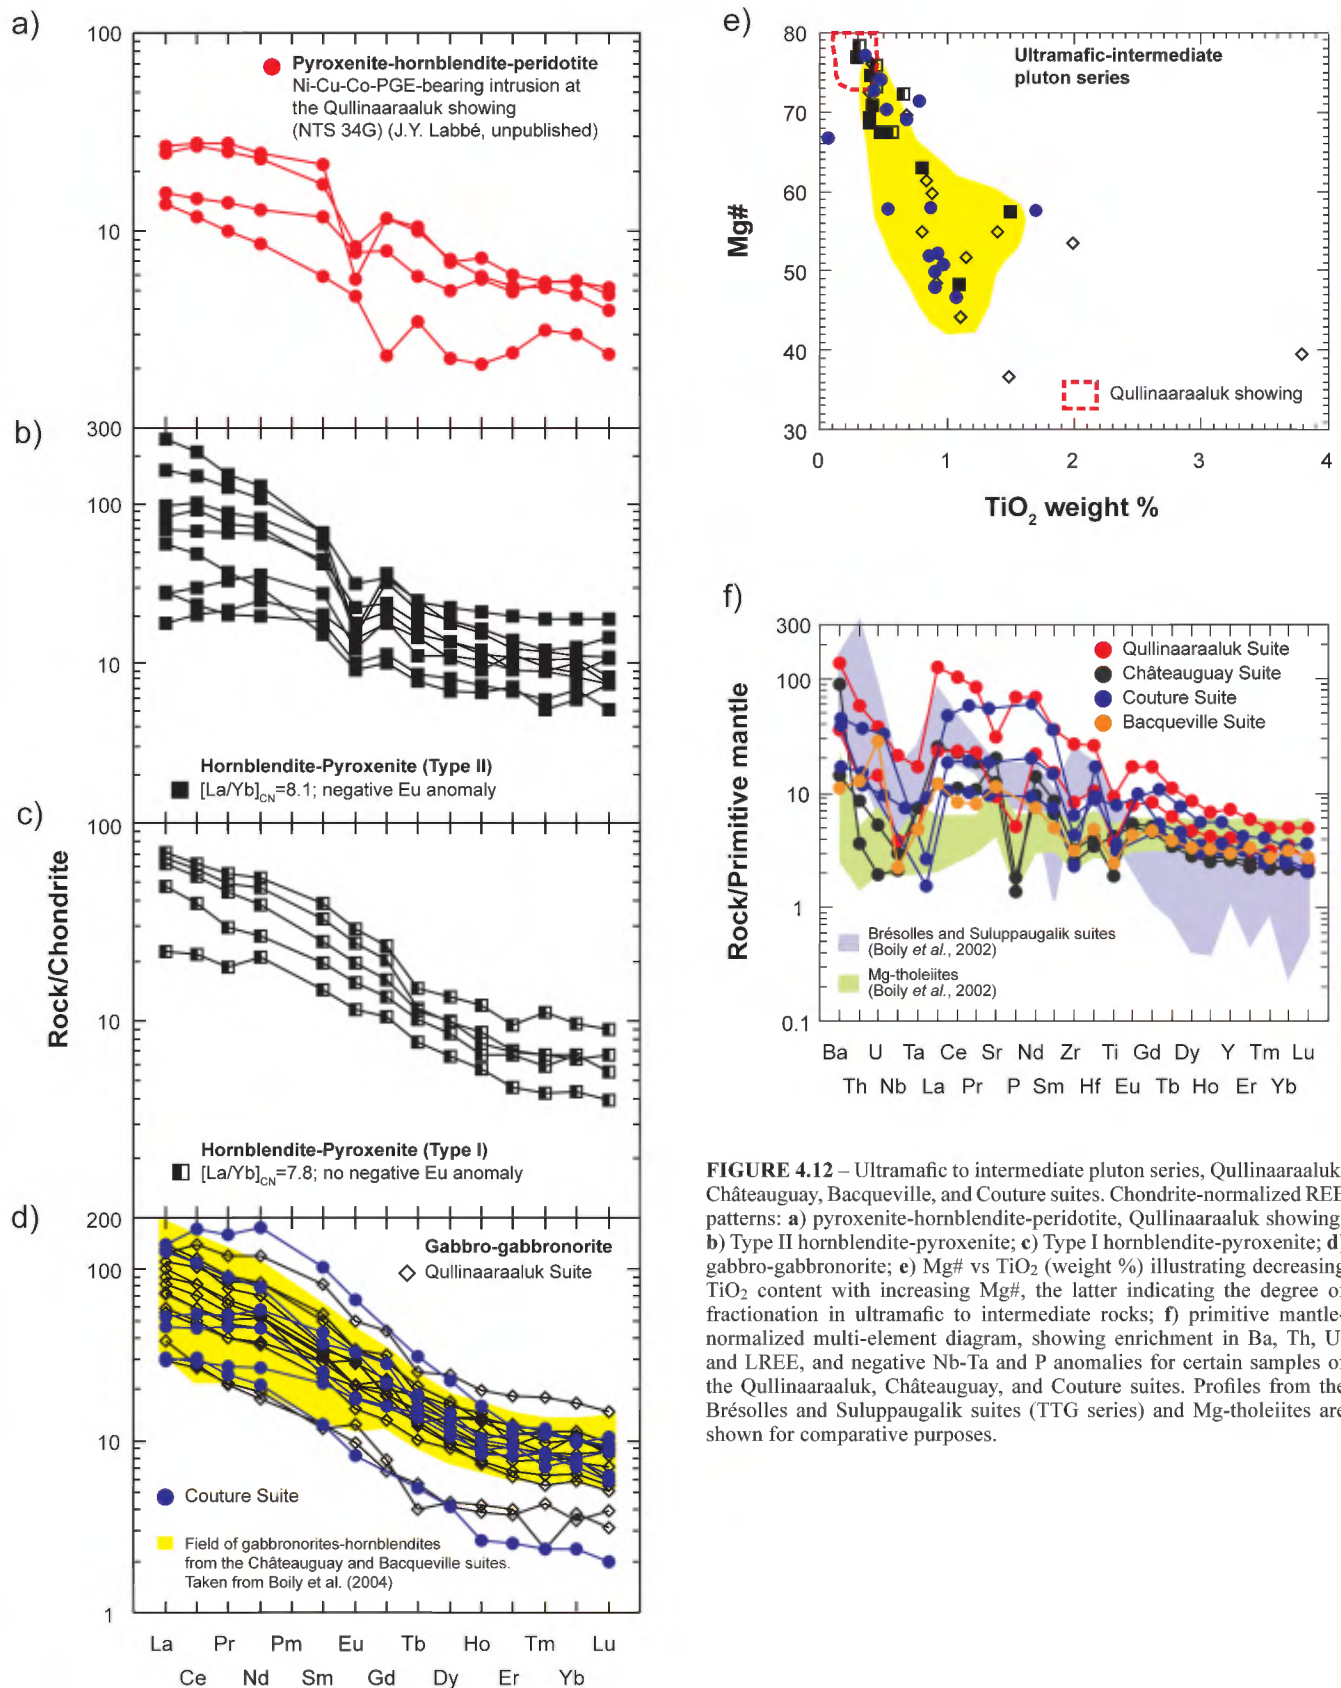 a)
100
Pyroxenite-hornblendite-peridotite
Ni-Cu-Co-PGE-bearing intrusion at
the Qullinaaraaluk showing
(NTS 34G) (J.Y. Labbé, unpublished)
10
b)
300
100
10
Hornblendite-Pyroxenite (Type II)
[La/Yb]CN=8.1; negative Eu anomaly
c)
100
Rock/Chondrite
10
Hornblendite-Pyroxenite (Type I)
[La/Yb]CN=7.8; no negative Eu anomaly
d)
200
Gabbro-gabbronorite
Qullinaaraaluk Suite
100
10
Couture Suite
Field of gabbronorites-hornblendites
from the Châteauguay and Bacqueville suites.
Taken from Boily et al. (2004)
1
La Pr Pm Eu Tb Ho Tm Lu
Ce Nd Sm Gd Dy Er Yb
e)
80
Ultramafic-intermediate
pluton series
70
60
Mg#
50
40
Qullinaaraaluk showing
30
0 1 2 3 4
TiO2 weight %
f)
300
Qullinaaraaluk Suite
Châteauguay Suite
Couture Suite
Bacqueville Suite
100
10
Rock/Primitive mantle
1
Brésolles and Suluppaugalik suites
(Boily et al., 2002)
Mg-tholeiites
(Boily et al., 2002)
0.1
Ba U Ta Ce Sr Nd Zr Ti Gd Dy Y Tm Lu
Th Nb La Pr P Sm Hf Eu Tb Ho Er Yb
FIGURE 4.12 – Ultramafic to intermediate pluton series, Qullinaaraaluk
Châteauguay, Bacqueville, and Couture suites. Chondrite-normalized REE
patterns: a) pyroxenite-hornblendite-peridotite, Qullinaaraaluk showing
b) Type II hornblendite-pyroxenite; c) Type I hornblendite-pyroxenite; d
gabbro-gabbronorite; e) Mg# vs TiO2 (weight %) illustrating decreasing
TiO2 content with increasing Mg#, the latter indicating the degree o
fractionation in ultramafic to intermediate rocks; f) primitive mantle-
normalized multi-element diagram, showing enrichment in Ba, Th, U
and LREE, and negative Nb-Ta and P anomalies for certain samples o
the Qullinaaraaluk, Châteauguay, and Couture suites. Profiles from the
Brésolles and Suluppaugalik suites (TTG series) and Mg-tholeiites are
shown for comparative purposes.